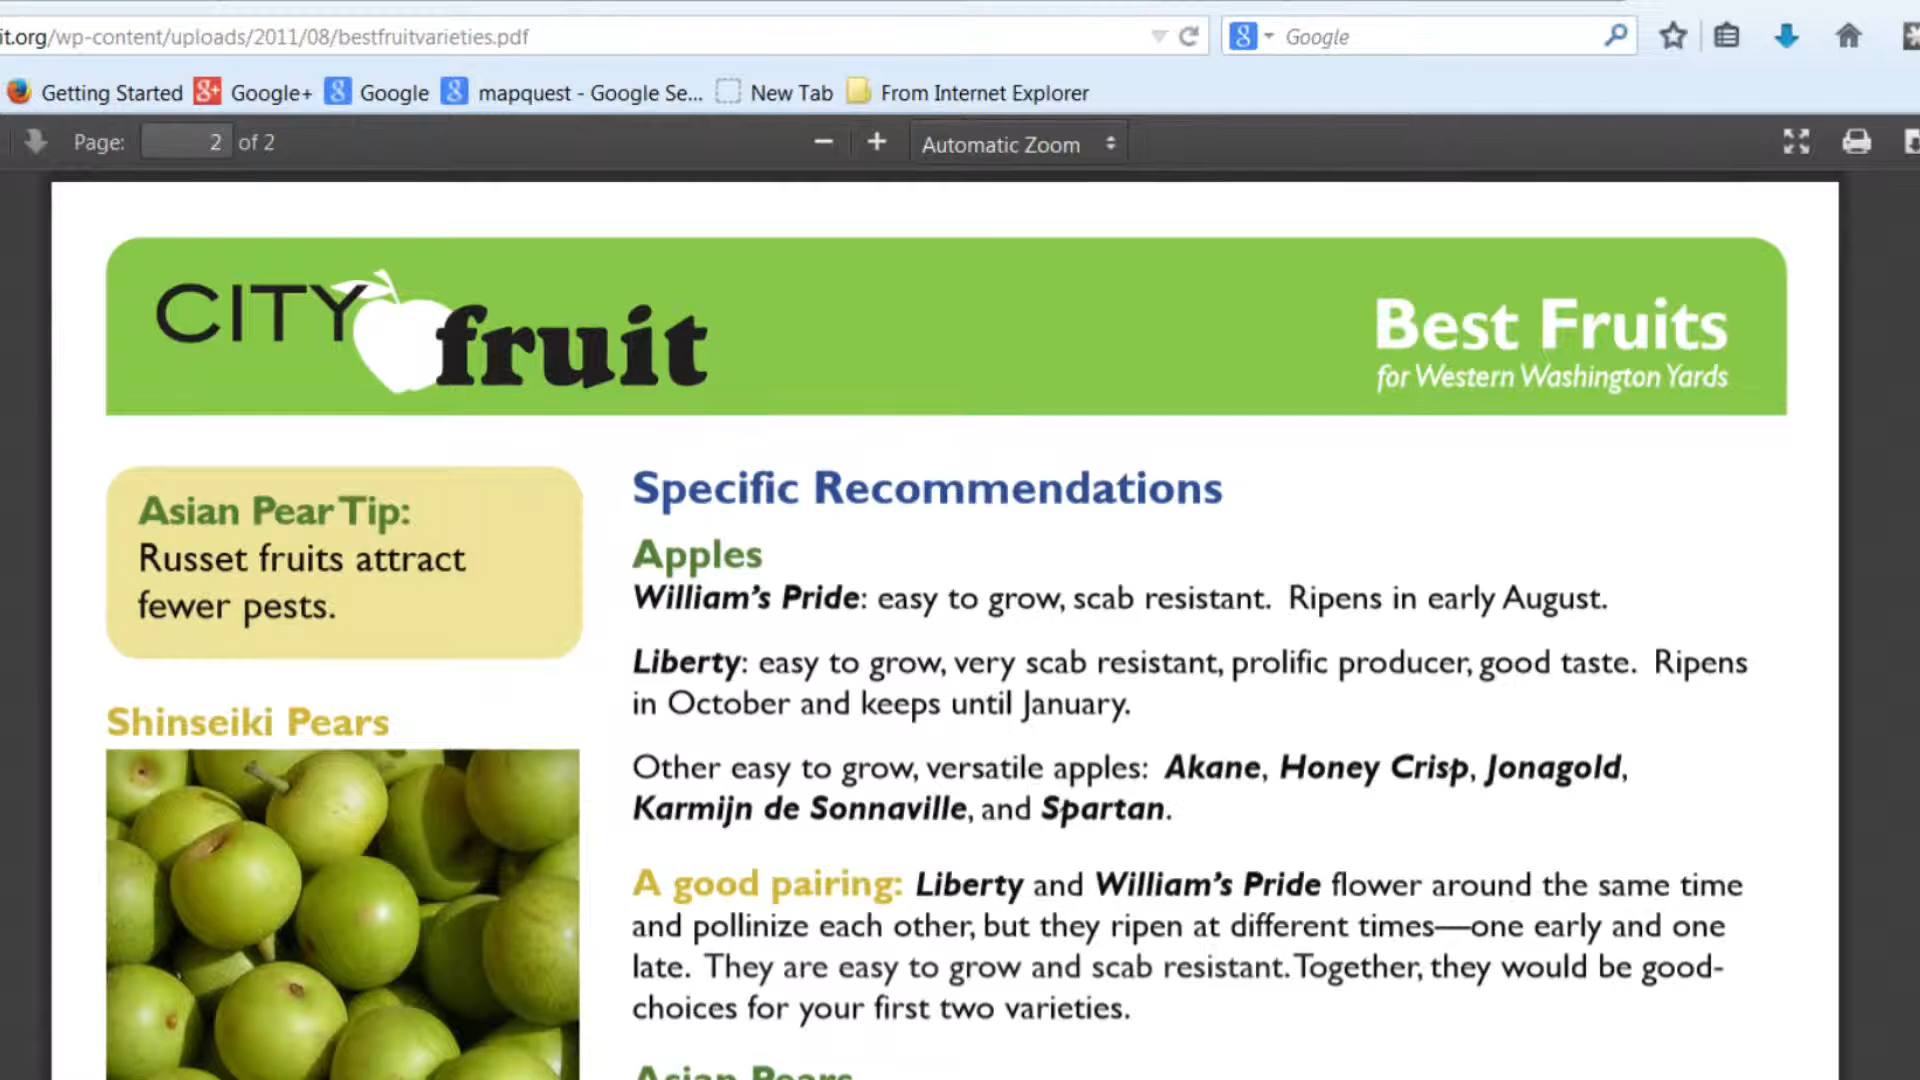 it.org/wp-content/uploads/2011/08/bestfruitvarieties.pdf
Google
Getting Started
Google+
Google
mapquest - Google Se...
New Tab
From Internet Explorer
Page: 2 of 2
Automatic Zoom
CITY fruit
Best Fruits
for Western Washington Yards
Asian Pear Tip:
Russet fruits attract
fewer pests.
Shinseiki Pears
Specific Recommendations
Apples
William's Pride: easy to grow, scab resistant. Ripens in early August.
Liberty: easy to grow, very scab resistant, prolific producer, good taste. Ripens
in October and keeps until January.
Other easy to grow, versatile apples: Akane, Honey Crisp, Jonagold,
Karmijn de Sonnaville, and Spartan.
A good pairing: Liberty and William's Pride flower around the same time
and pollinize each other, but they ripen at different times—one early and one
late. They are easy to grow and scab resistant. Together, they would be good-
choices for your first two varieties.
Asian Pears